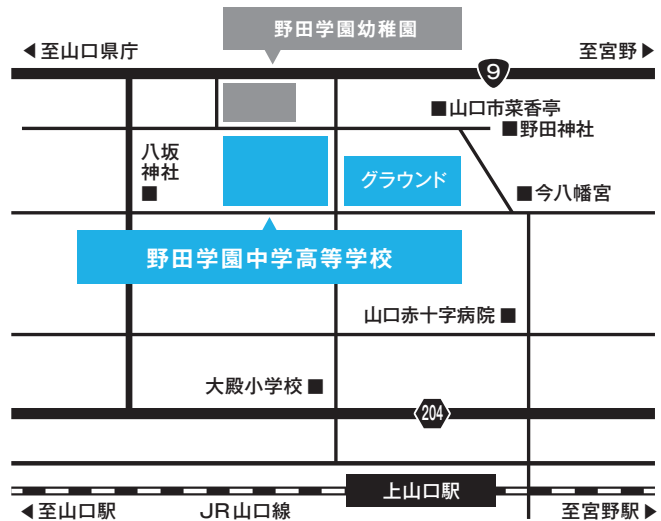 野田学園幼稚園
◀至山口県庁
至宮野▶
9
■山口市菜香亭
■野田神社
八坂
神社
■
グラウンド
■今八幡宮
野田学園中学高等学校
山口赤十字病院■
大殿小学校■
204
上山口駅
◀至山口駅
JR山口線
至宮野駅▶